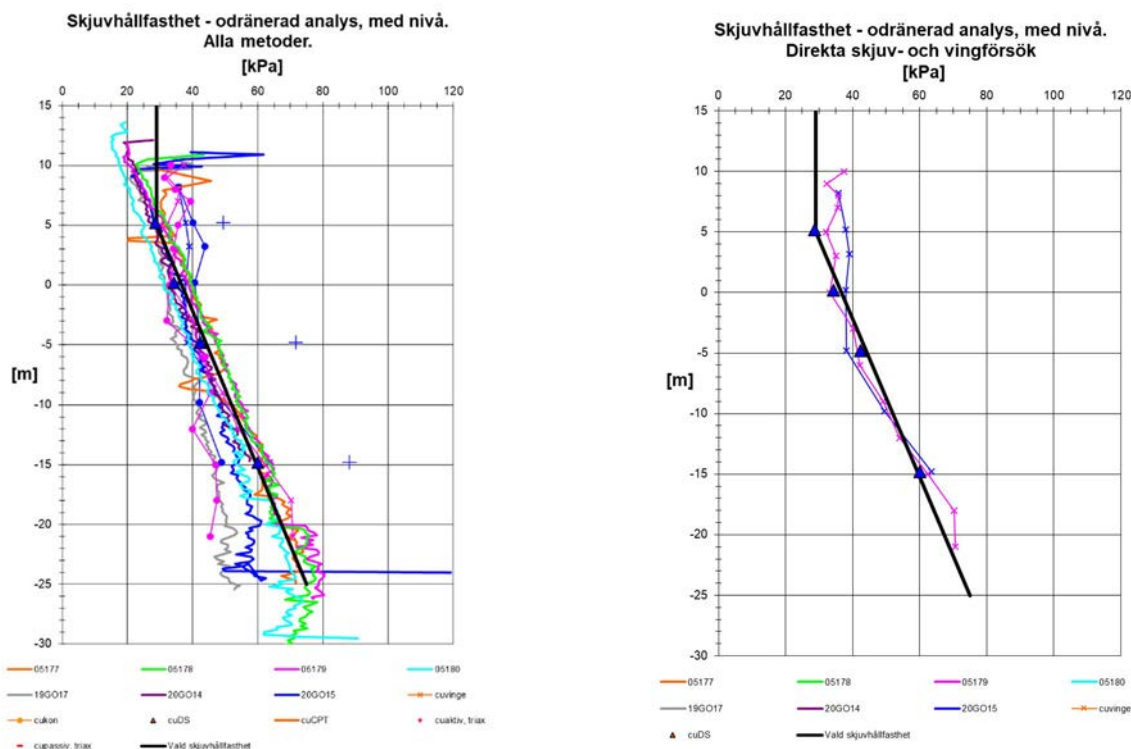 Skjuvhållfasthet - odränerad analys, med nivå.
Alla metoder.
[kPa]
0 20 40 60 80 100 120
15
10
5
0
-5
[m]
-10
-15
-20
-25
-30
05177 05178 05179 05180
19GO17 20GO14 20GO15 cuvinge
cukon cuDS cuCPT cuaktiv, triax
cupassiv, triax Vald skjuvhållfasthet
Skjuvhållfasthet - odränerad analys, med nivå.
Direkta skjuv- och vingförsök
[kPa]
0 20 40 60 80 100 120
15
10
5
0
-5
[m]
-10
-15
-20
-25
-30
05177 05178 05179 05180
19GO17 20GO14 20GO15 cuvinge
cuDS Vald skjuvhållfasthet